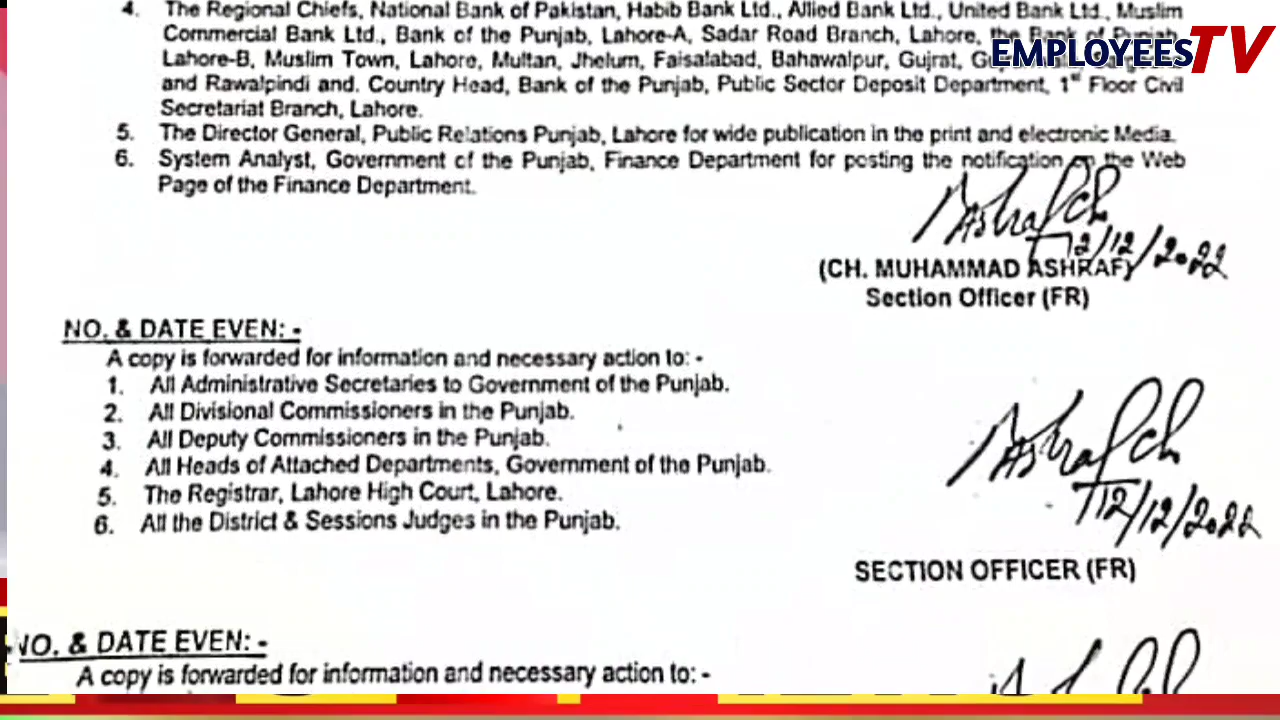 4. The Regional Chiefs, National Bank of Pakistan, Habib Bank Ltd., Allied Bank Ltd., United Bank Ltd., Muslim
Commercial Bank Ltd., Bank of the Punjab, Lahore-A, Sadar Road Branch, Lahore, the Bank of Punjab,
Lahore-B, Muslim Town, Lahore, Multan, Jhelum, Faisalabad, Bahawalpur, Gujrat,
and Rawalpindi and. Country Head, Bank of the Punjab, Public Sector Deposit Department, 1st Floor Civil
Secretariat Branch, Lahore.
EMPLOYEES TV
5. The Director General, Public Relations Punjab, Lahore for wide publication in the print and electronic Media.
6. System Analyst, Government of the Punjab, Finance Department for posting the notification on the Web
Page of the Finance Department.
Ashraf Ch
12/12/2022
(CH. MUHAMMAD ASHRAF)
Section Officer (FR)
NO. & DATE EVEN: -
A copy is forwarded for information and necessary action to: -
1. All Administrative Secretaries to Government of the Punjab.
2. All Divisional Commissioners in the Punjab.
3. All Deputy Commissioners in the Punjab.
4. All Heads of Attached Departments, Government of the Punjab.
5. The Registrar, Lahore High Court, Lahore.
6. All the District & Sessions Judges in the Punjab.
Ashraf Ch
12/12/2022
SECTION OFFICER (FR)
NO. & DATE EVEN: -
A copy is forwarded for information and necessary action to: -